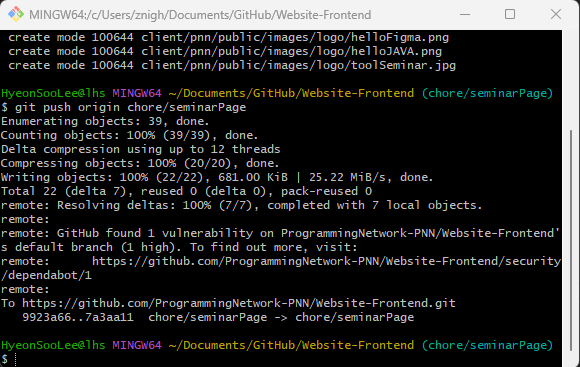 MINGW64:/c/Users/znigh/Documents/GitHub/Website-Frontend
create mode 100644 client/pnn/public/images/logo/helloFigma.png
create mode 100644 client/pnn/public/images/logo/helloJAVA.png
create mode 100644 client/pnn/public/images/logo/toolSeminar.jpg
HyeonSooLee@lhs MINGW64 ~/Documents/GitHub/Website-Frontend (chore/seminarPage)
$ git push origin chore/seminarPage
Enumerating objects: 39, done.
Counting objects: 100% (39/39), done.
Delta compression using up to 12 threads
Compressing objects: 100% (20/20), done.
Writing objects: 100% (22/22), 681.00 KiB | 25.22 MiB/s, done.
Total 22 (delta 7), reused 0 (delta 0), pack-reused 0
remote: Resolving deltas: 100% (7/7), completed with 7 local objects.
remote:
remote: GitHub found 1 vulnerability on ProgrammingNetwork-PNN/Website-Frontend'
s default branch (1 high). To find out more, visit:
remote:      https://github.com/ProgrammingNetwork-PNN/Website-Frontend/security
/dependabot/1
remote:
To https://github.com/ProgrammingNetwork-PNN/Website-Frontend.git
   9923a66..7a3aa11  chore/seminarPage -> chore/seminarPage
HyeonSooLee@lhs MINGW64 ~/Documents/GitHub/Website-Frontend (chore/seminarPage)
$